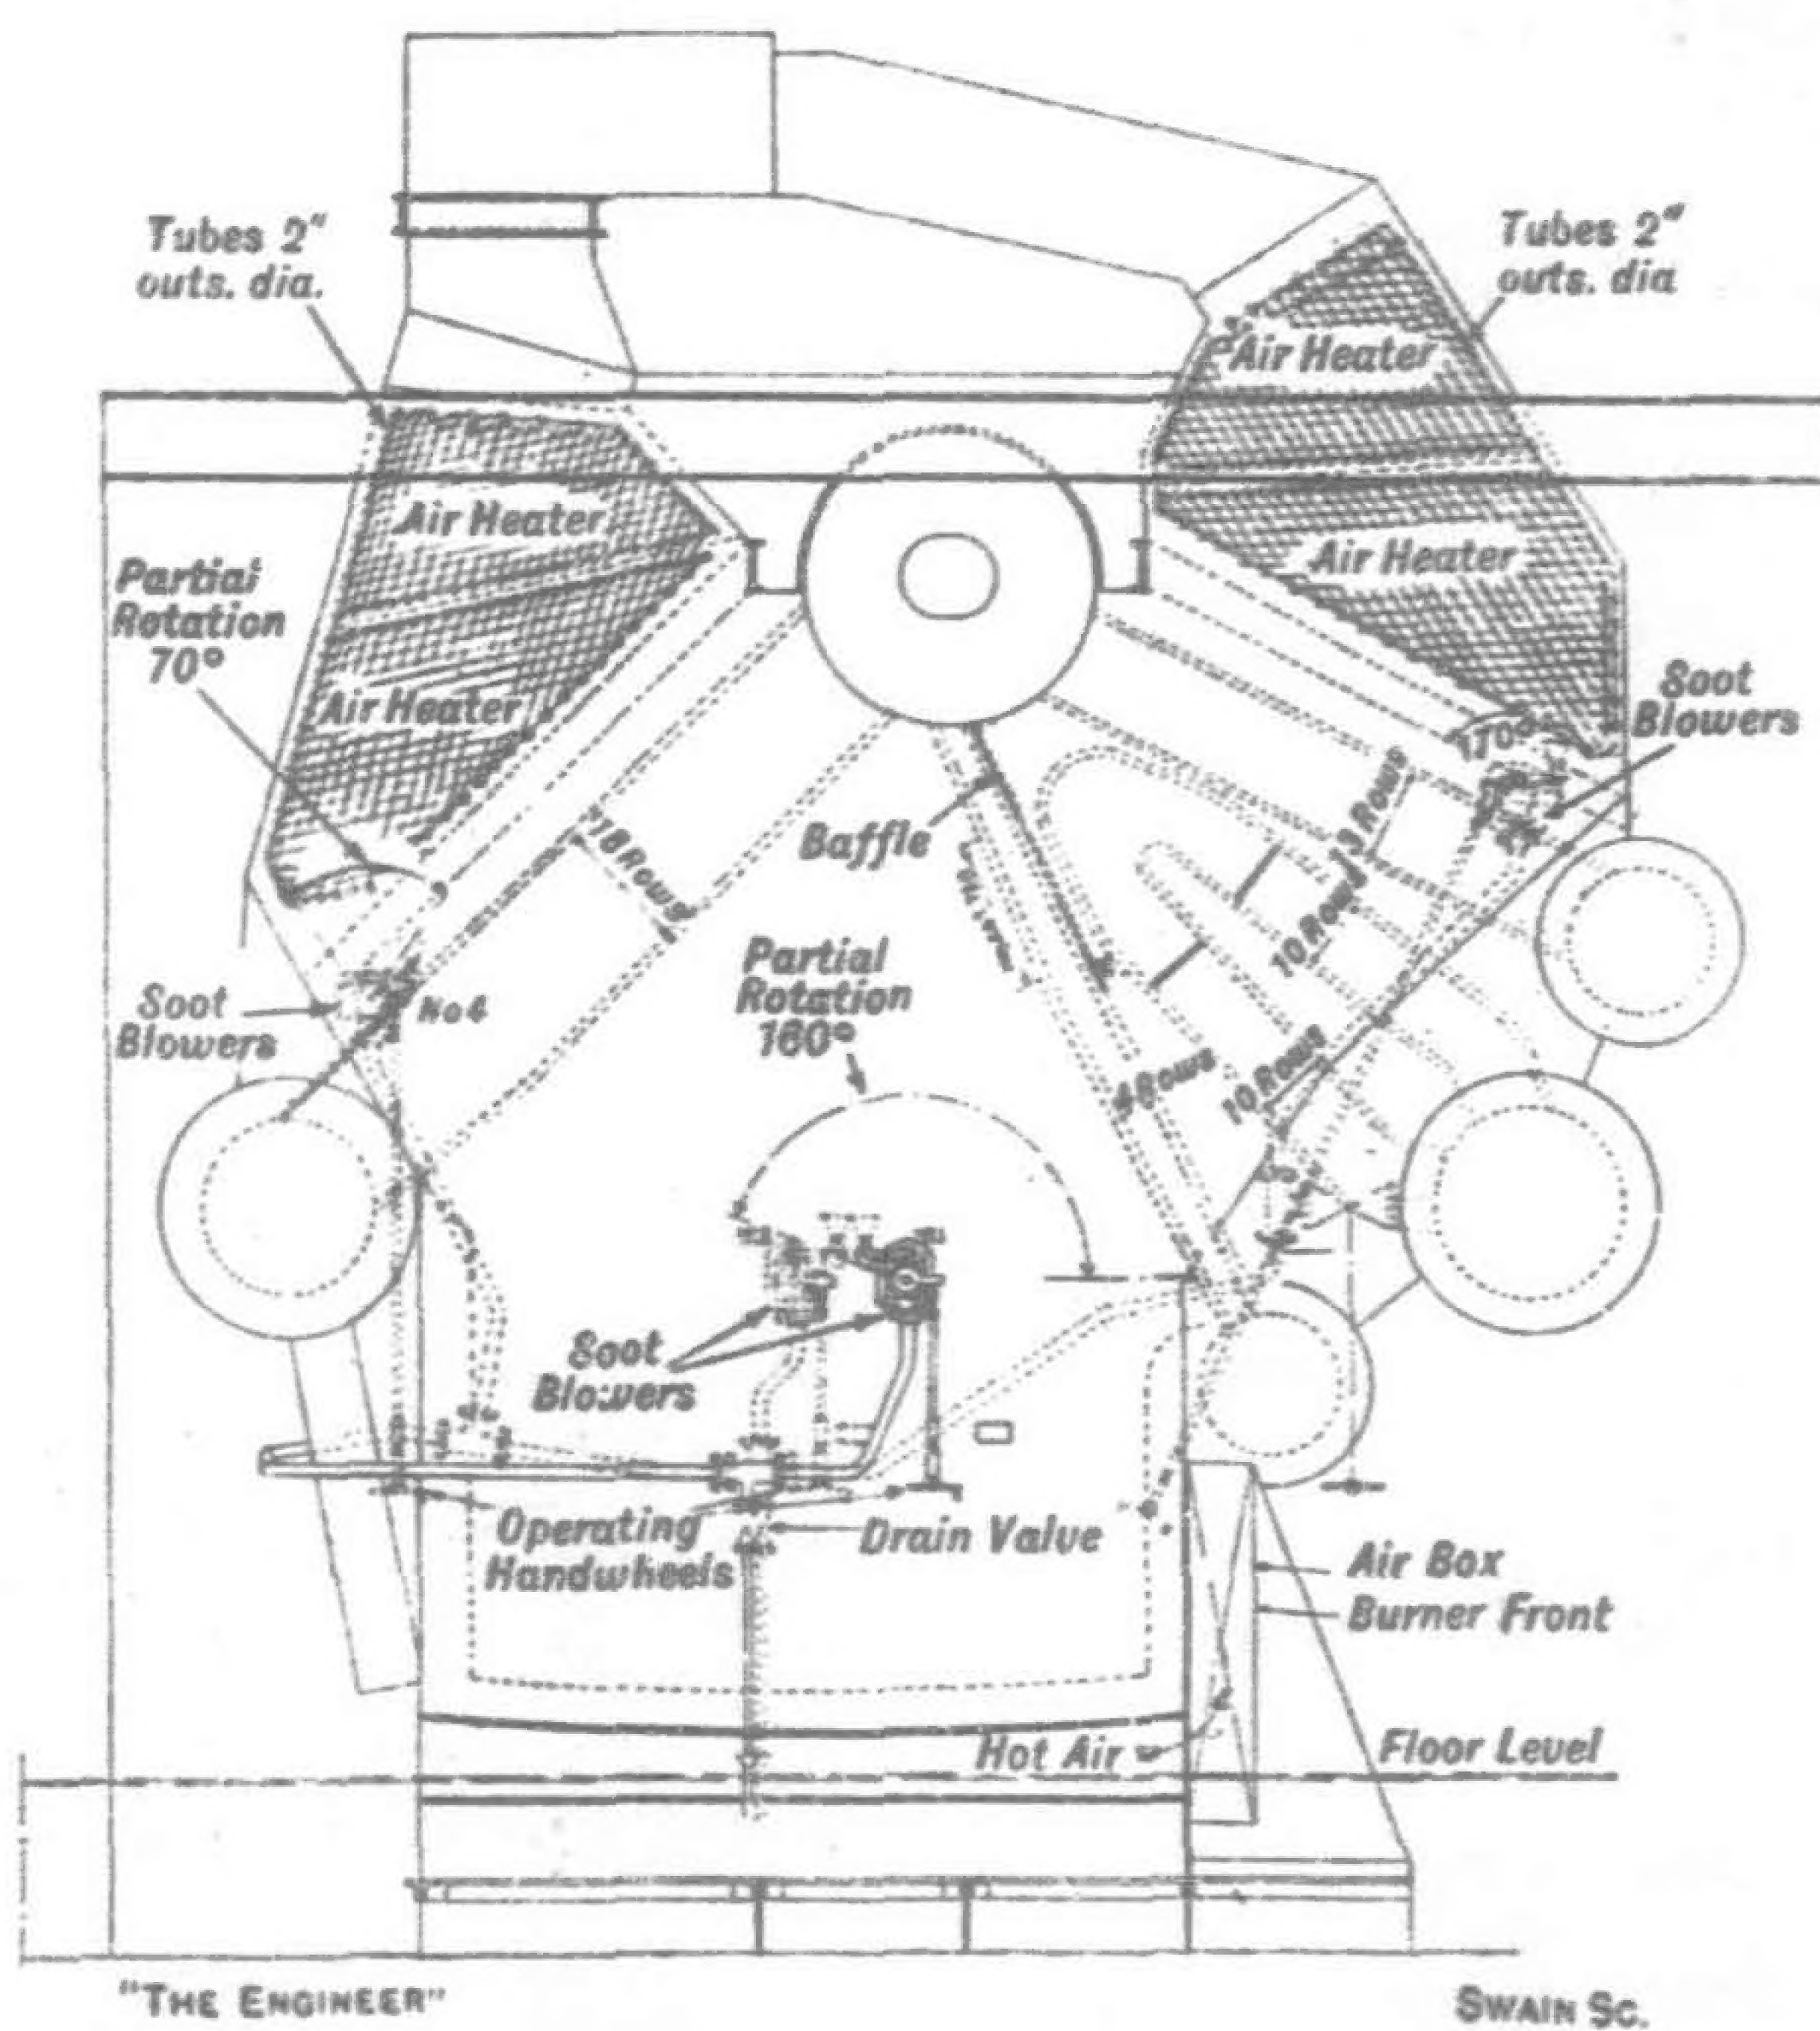 Tubes 2"
outs. dia.
Tubes 2"
outs. dia
Air Heater
Air Heater
Air Heater
Air Heater
Partial
Rotation
70°
Soot
Blowers
170°
Baffle
18 Rows
13 Rows
10 Rows
Partial
Rotation
160°
Soot
Blowers
No 4
4 Rows
10 Rows
Soot
Blowers
Operating
Handwheels
Drain Valve
Air Box
Burner Front
Hot Air
Floor Level
"THE ENGINEER"
SWAIN SC.